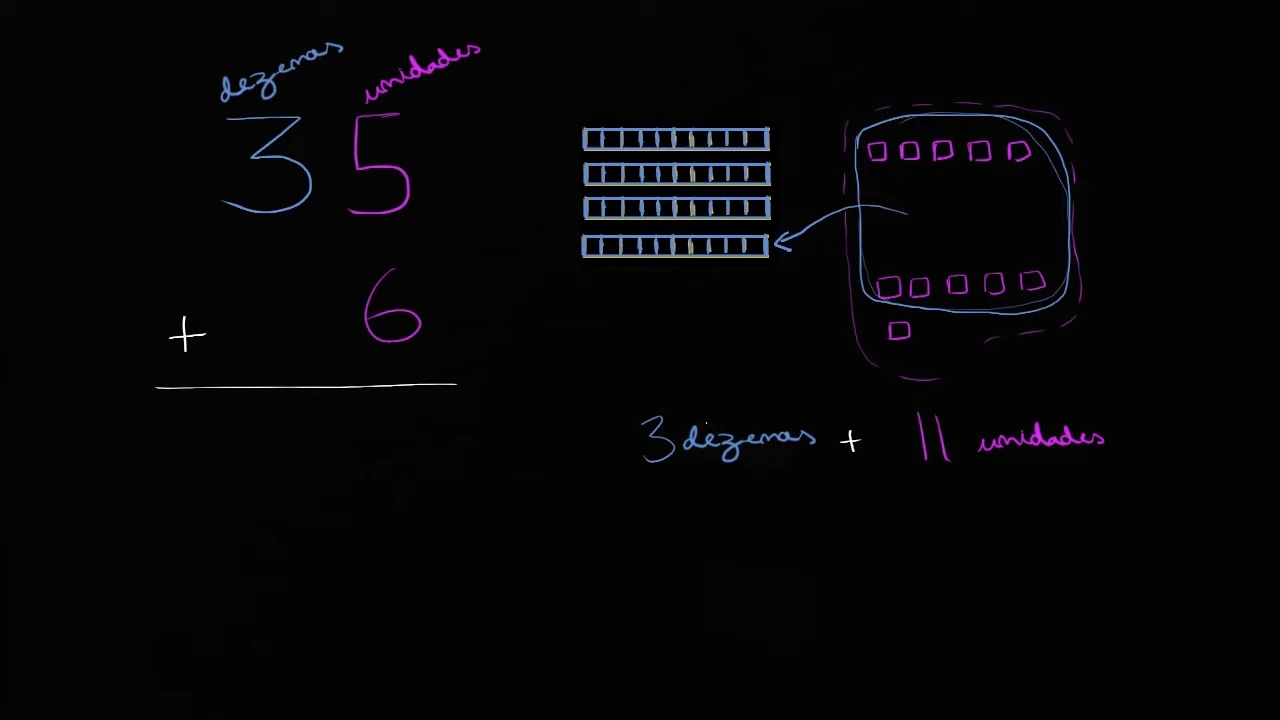 dezenas unidades
35
+ 6
3 dezenas + 11 unidades